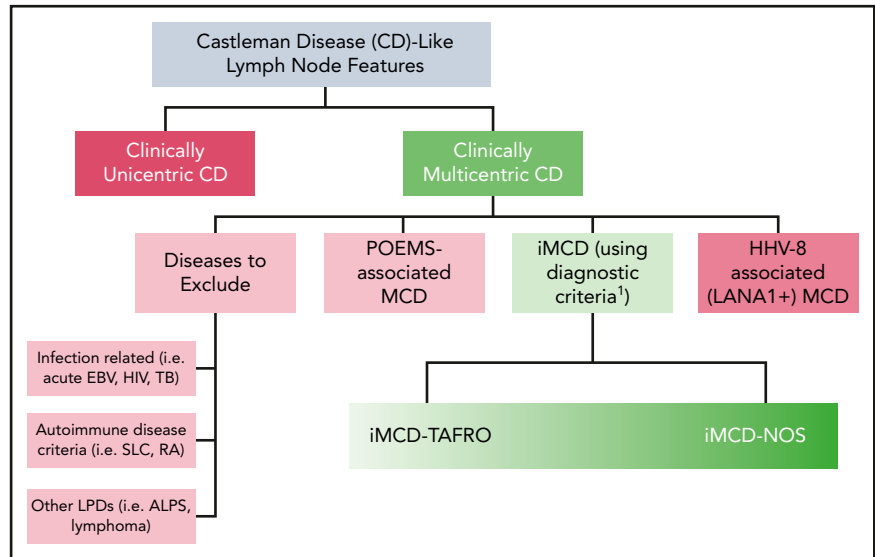 Castleman Disease (CD)-Like
Lymph Node Features
Clinically
Unicentric CD
Clinically
Multicentric CD
Diseases to
Exclude
POEMS-
associated
MCD
iMCD (using
diagnostic
criteria¹)
HHV-8
associated
(LANA1+) MCD
Infection related (i.e.
acute EBV, HIV, TB)
Autoimmune disease
criteria (i.e. SLC, RA)
Other LPDs (i.e. ALPS,
lymphoma)
iMCD-TAFRO
iMCD-NOS